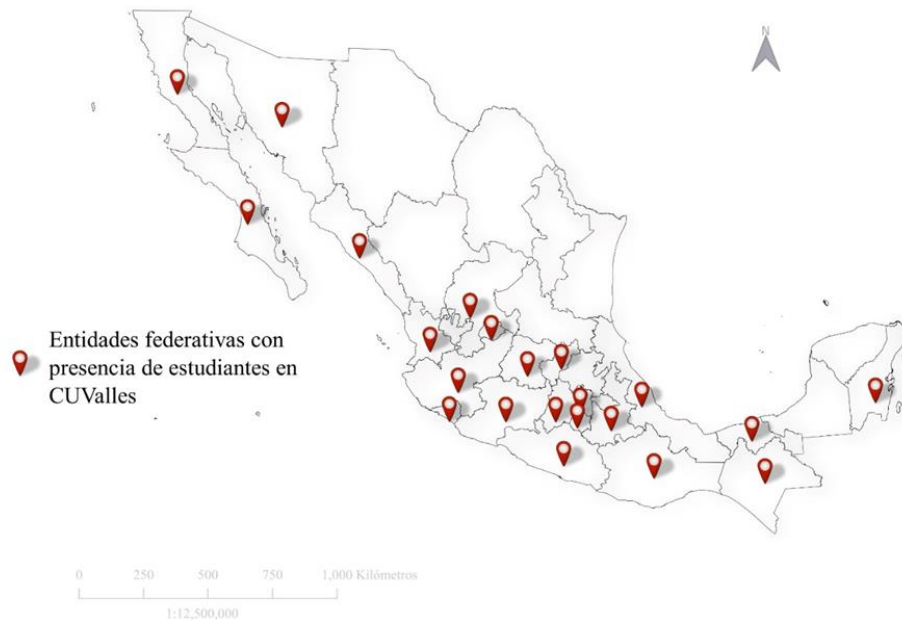 N
Entidades federativas con
presencia de estudiantes en
CUValles
0 250 500 750 1,000 Kilómetros
1:12,500,000